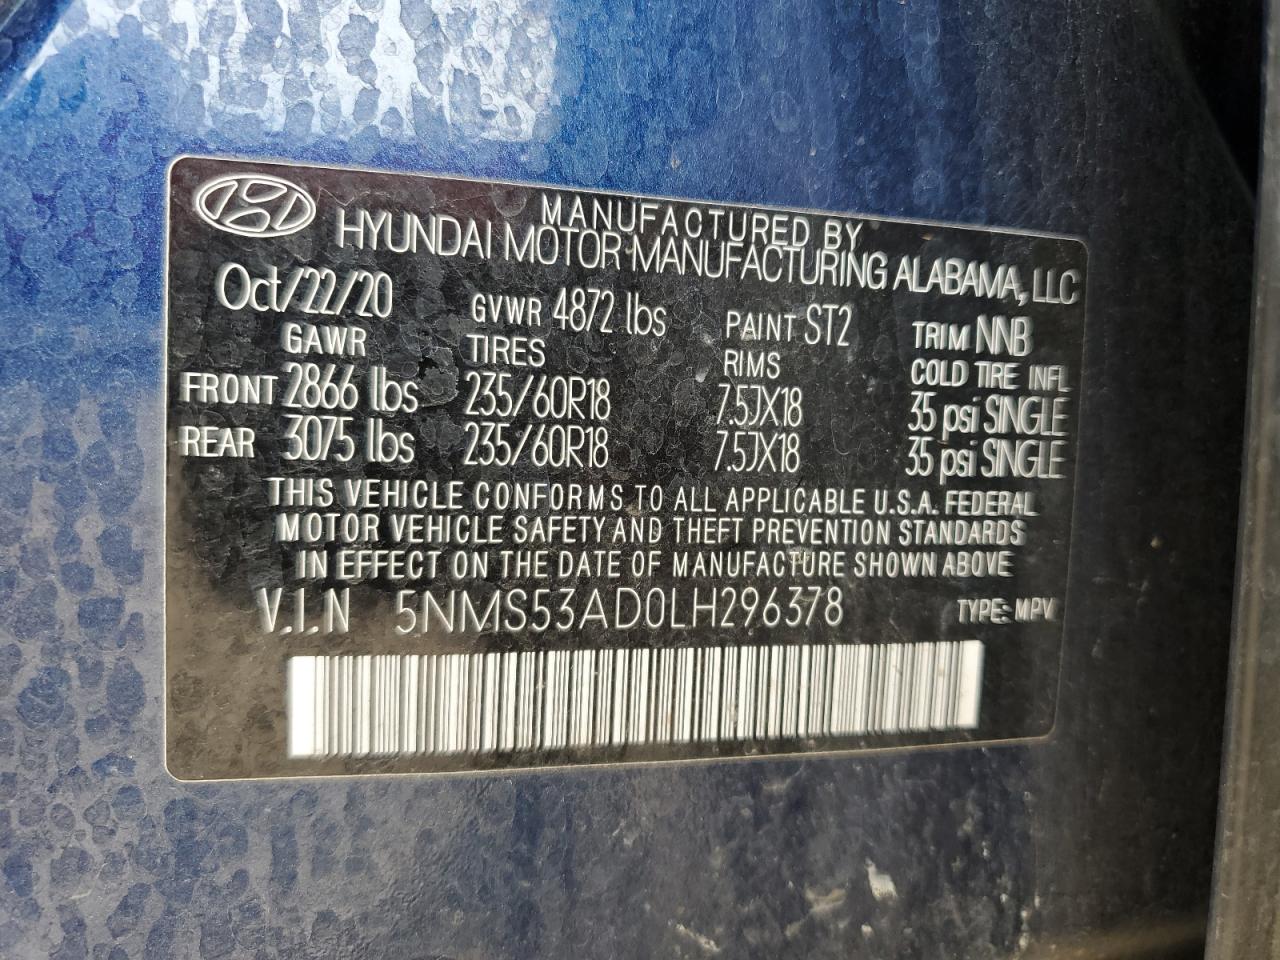 MANUFACTURED BY
HYUNDAI MOTOR MANUFACTURING ALABAMA, LLC
Oct/22/20 GVWR 4872 lbs PAINT ST2 TRIM NNB
GAWR TIRES RIMS COLD TIRE INFL
FRONT 2866 lbs 235/60R18 7.5JX18 35 psi SINGLE
REAR 3075 lbs 235/60R18 7.5JX18 35 psi SINGLE
THIS VEHICLE CONFORMS TO ALL APPLICABLE U.S.A. FEDERAL
MOTOR VEHICLE SAFETY AND THEFT PREVENTION STANDARDS
IN EFFECT ON THE DATE OF MANUFACTURE SHOWN ABOVE
V.I.N 5NMS53AD0LH296378 TYPE: MPV